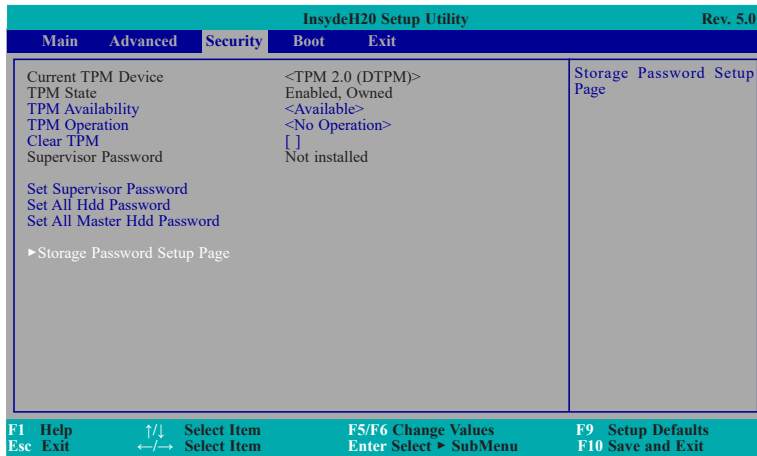 InsydeH20 Setup Utility Rev. 5.0
Main Advanced Security Boot Exit
Current TPM Device <TPM 2.0 (DTPM)>
TPM State Enabled, Owned
TPM Availability <Available>
TPM Operation <No Operation>
Clear TPM [ ]
Supervisor Password Not installed
Set Supervisor Password
Set All Hdd Password
Set All Master Hdd Password
►Storage Password Setup Page
Storage Password Setup
Page
F1 Help ↑/↓ Select Item F5/F6 Change Values F9 Setup Defaults
Esc Exit ←/→ Select Item Enter Select ► SubMenu F10 Save and Exit